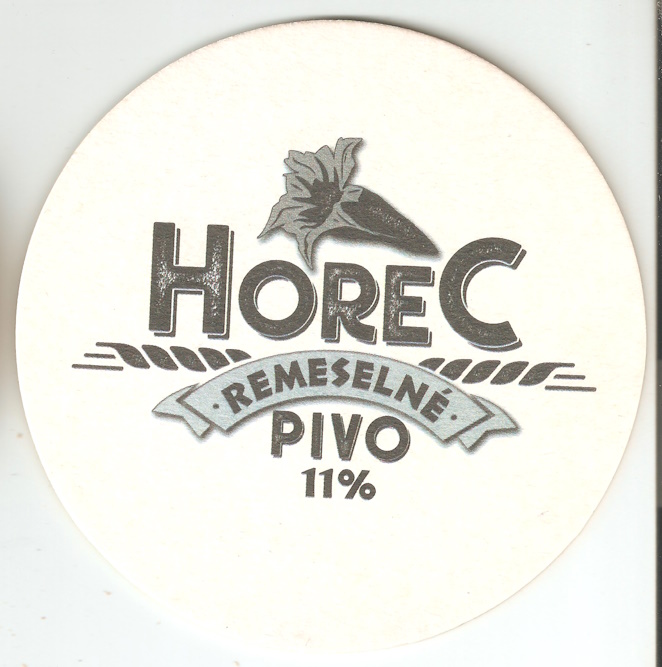 HOREC
· REMESELNÉ ·
PIVO
11%